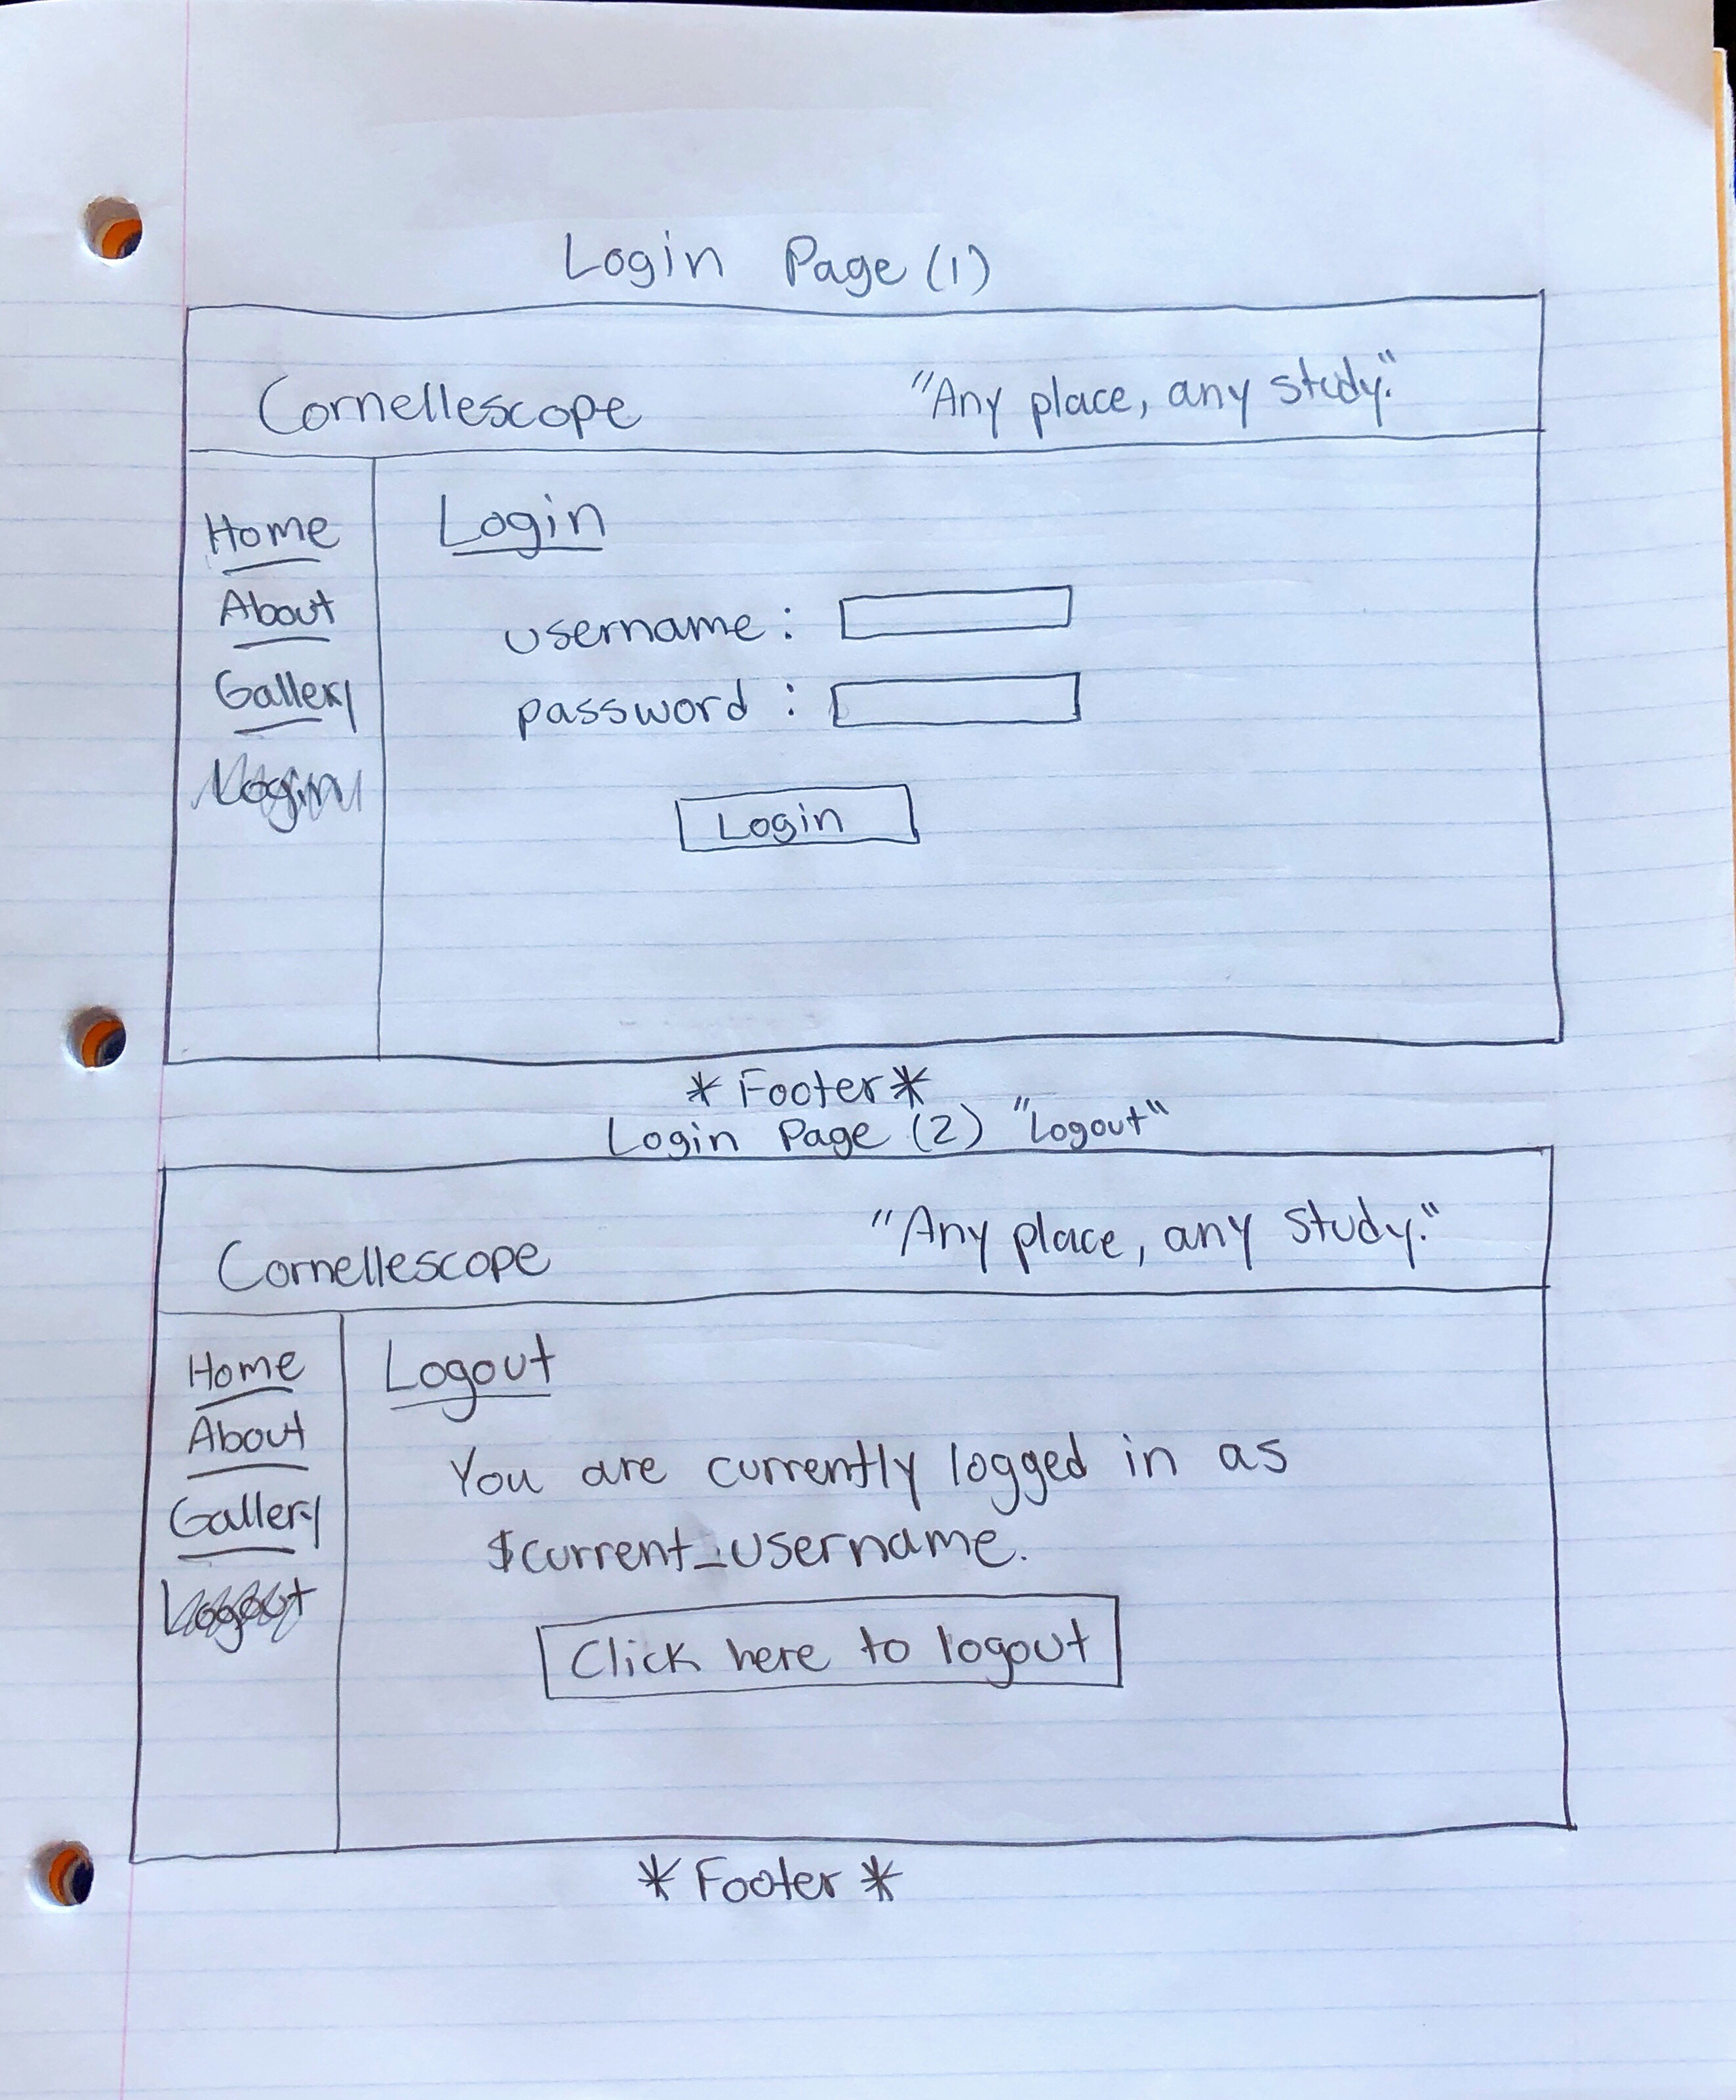 Login Page (1)
Cornellescope "Any place, any study."
Home
About
Gallery
Login
Login
username :
password :
Login
* Footer *
Login Page (2) "Logout"
Cornellescope "Any place, any study."
Home
About
Gallery
Logout
Logout
You are currently logged in as
$current_username.
Click here to logout
* Footer *